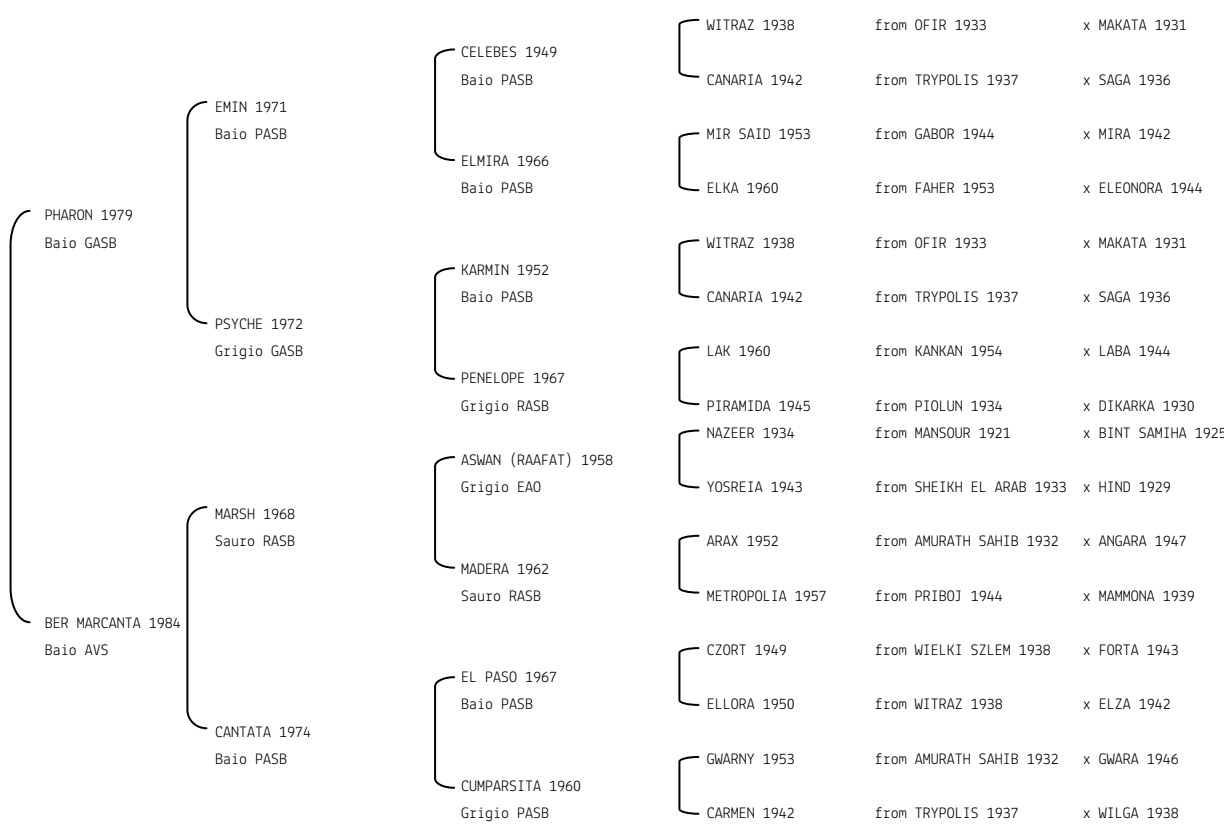 WITRAZ 1938 from OFIR 1933 x MAKATA 1931
CELEBES 1949
Baio PASB CANARIA 1942 from TRYPOLIS 1937 x SAGA 1936
EMIN 1971
Baio PASB MIR SAID 1953 from GABOR 1944 x MIRA 1942
ELMIRA 1966
Baio PASB ELKA 1960 from FAHER 1953 x ELEONORA 1944
PHARON 1979
Baio GASB WITRAZ 1938 from OFIR 1933 x MAKATA 1931
KARMIN 1952
Baio PASB CANARIA 1942 from TRYPOLIS 1937 x SAGA 1936
PSYCHE 1972
Grigio GASB LAK 1960 from KANKAN 1954 x LABA 1944
PENELOPE 1967
Grigio RASB PIRAMIDA 1945 from PIOLUN 1934 x DIKARKA 1930
NAZEER 1934 from MANSOUR 1921 x BINT SAMIHA 1925
ASWAN (RAAFAT) 1958
Grigio EAO YOSREIA 1943 from SHEIKH EL ARAB 1933 x HIND 1929
MARSH 1968
Sauro RASB ARAX 1952 from AMURATH SAHIB 1932 x ANGARA 1947
MADERA 1962
Sauro RASB METROPOLIA 1957 from PRIBOJ 1944 x MAMMONA 1939
BER MARCANTA 1984
Baio AVS CZORT 1949 from WIELKI SZLEM 1938 x FORTA 1943
EL PASO 1967
Baio PASB ELLORA 1950 from WITRAZ 1938 x ELZA 1942
CANTATA 1974
Baio PASB GWARNY 1953 from AMURATH SAHIB 1932 x GWARA 1946
CUMPARSITA 1960
Grigio PASB CARMEN 1942 from TRYPOLIS 1937 x WILGA 1938